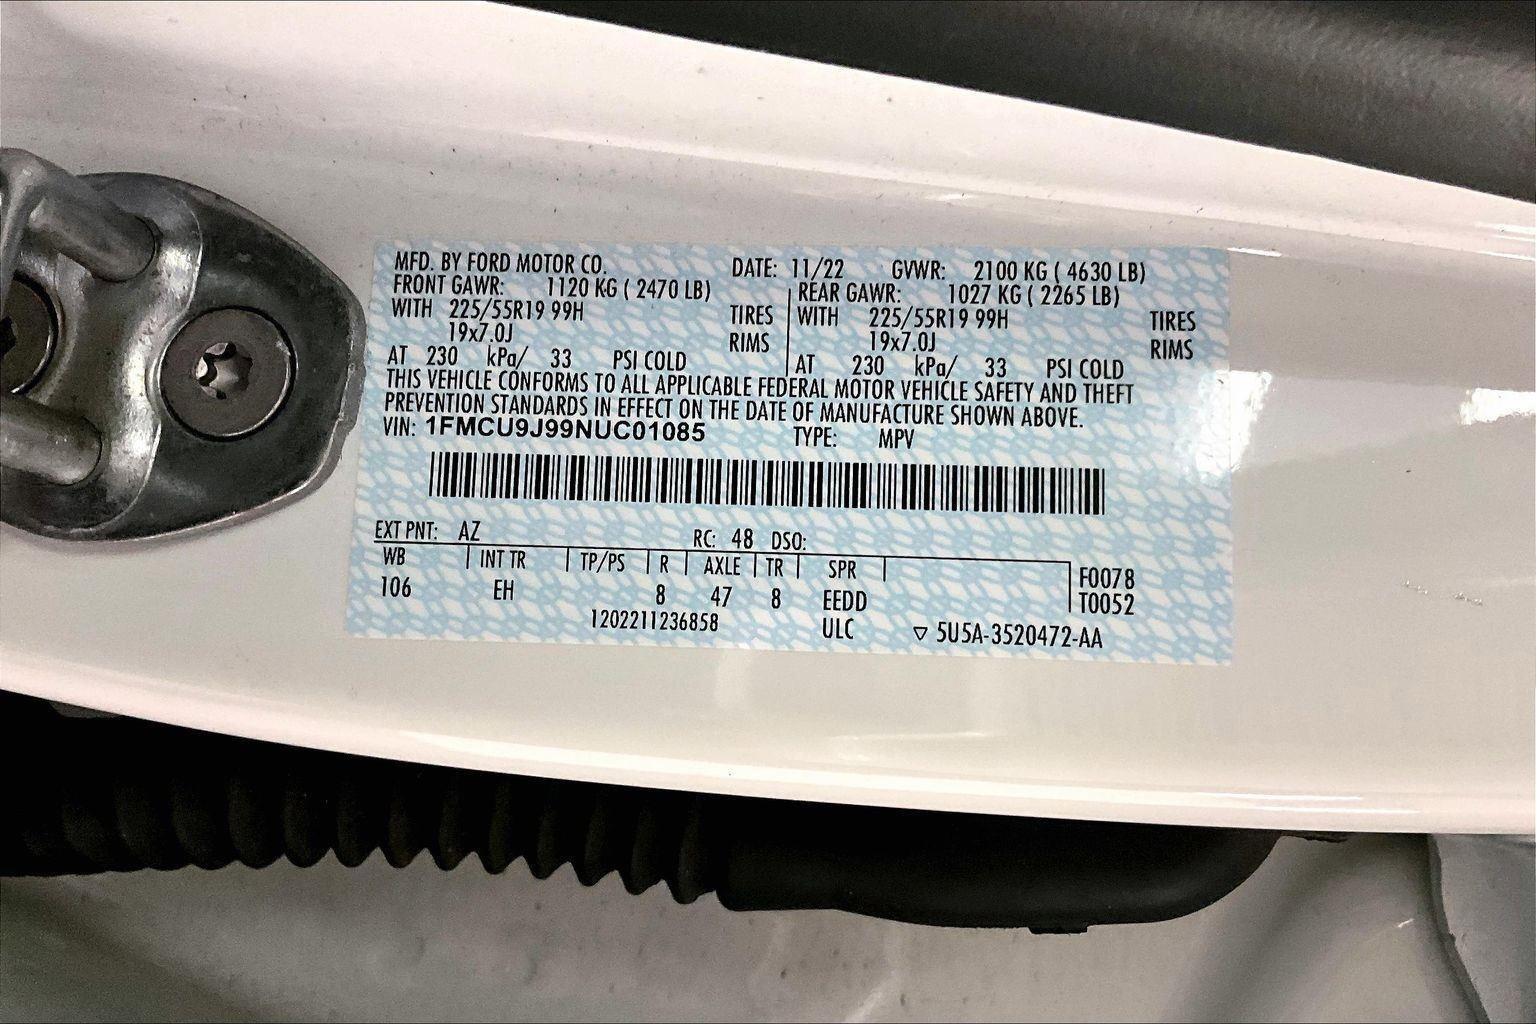 MFD. BY FORD MOTOR CO. DATE: 11/22 GVWR: 2100 KG ( 4630 LB)
FRONT GAWR: 1120 KG ( 2470 LB) REAR GAWR: 1027 KG ( 2265 LB)
WITH 225/55R19 99H TIRES WITH 225/55R19 99H TIRES
19x7.0J RIMS 19x7.0J RIMS
AT 230 kPa/ 33 PSI COLD AT 230 kPa/ 33 PSI COLD
THIS VEHICLE CONFORMS TO ALL APPLICABLE FEDERAL MOTOR VEHICLE SAFETY AND THEFT
PREVENTION STANDARDS IN EFFECT ON THE DATE OF MANUFACTURE SHOWN ABOVE.
VIN: 1FMCU9J99NUC01085 TYPE: MPV
EXT PNT: AZ RC: 48 DSO:
WB INT TR TP/PS R AXLE TR SPR F0078
106 EH 8 47 8 EEDD T0052
1202211236858 ULC ▽ 5U5A-3520472-AA